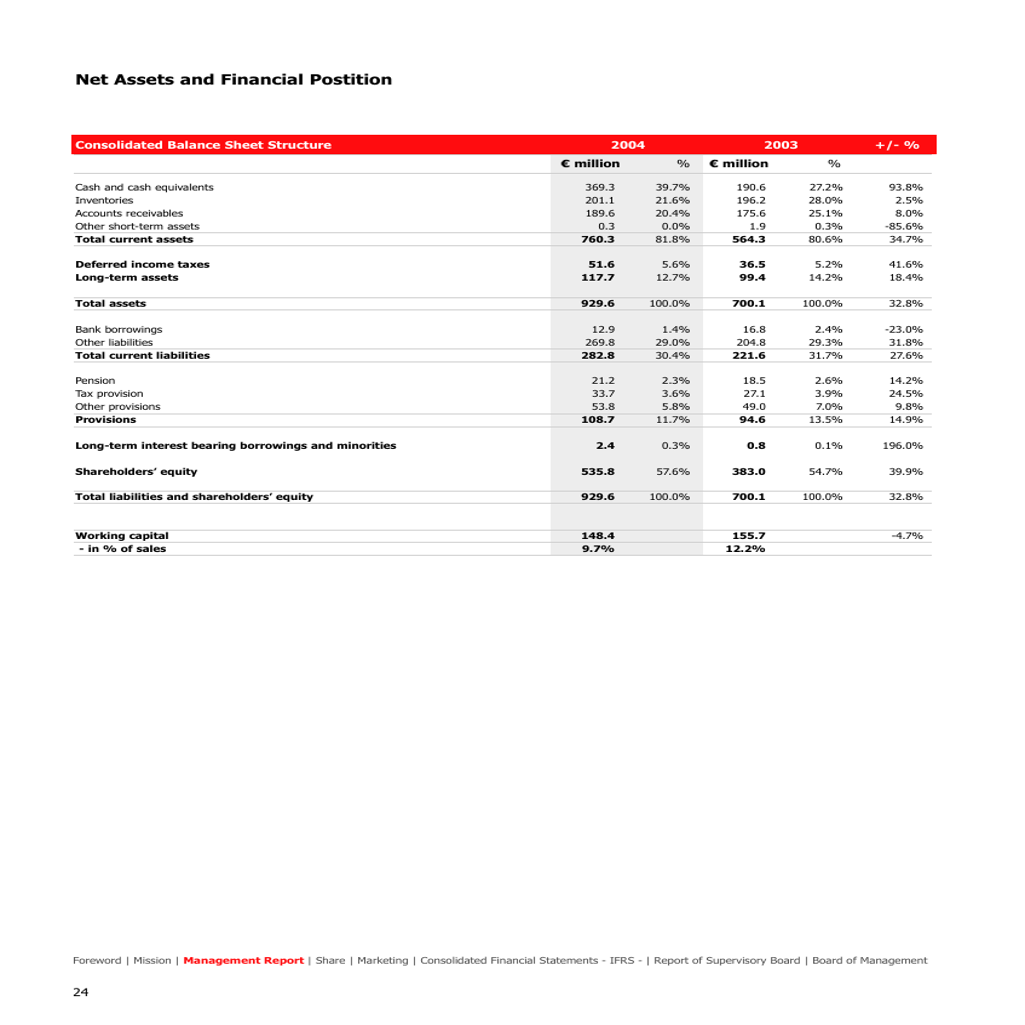 Net Assets and Financial Postition
Consolidated Balance Sheet Structure 2004 2003 +/- %
€ million % € million %
Cash and cash equivalents 369.3 39.7% 190.6 27.2% 93.8%
Inventories 201.1 21.6% 196.2 28.0% 2.5%
Accounts receivables 189.6 20.4% 175.6 25.1% 8.0%
Other short-term assets 0.3 0.0% 1.9 0.3% -85.6%
Total current assets 760.3 81.8% 564.3 80.6% 34.7%
Deferred income taxes 51.6 5.6% 36.5 5.2% 41.6%
Long-term assets 117.7 12.7% 99.4 14.2% 18.4%
Total assets 929.6 100.0% 700.1 100.0% 32.8%
Bank borrowings 12.9 1.4% 16.8 2.4% -23.0%
Other liabilities 269.8 29.0% 204.8 29.3% 31.8%
Total current liabilities 282.8 30.4% 221.6 31.7% 27.6%
Pension 21.2 2.3% 18.5 2.6% 14.2%
Tax provision 33.7 3.6% 27.1 3.9% 24.5%
Other provisions 53.8 5.8% 49.0 7.0% 9.8%
Provisions 108.7 11.7% 94.6 13.5% 14.9%
Long-term interest bearing borrowings and minorities 2.4 0.3% 0.8 0.1% 196.0%
Shareholders’ equity 535.8 57.6% 383.0 54.7% 39.9%
Total liabilities and shareholders’ equity 929.6 100.0% 700.1 100.0% 32.8%
Working capital 148.4 155.7 -4.7%
- in % of sales 9.7% 12.2%
Foreword | Mission | Management Report | Share | Marketing | Consolidated Financial Statements - IFRS - | Report of Supervisory Board | Board of Management
24